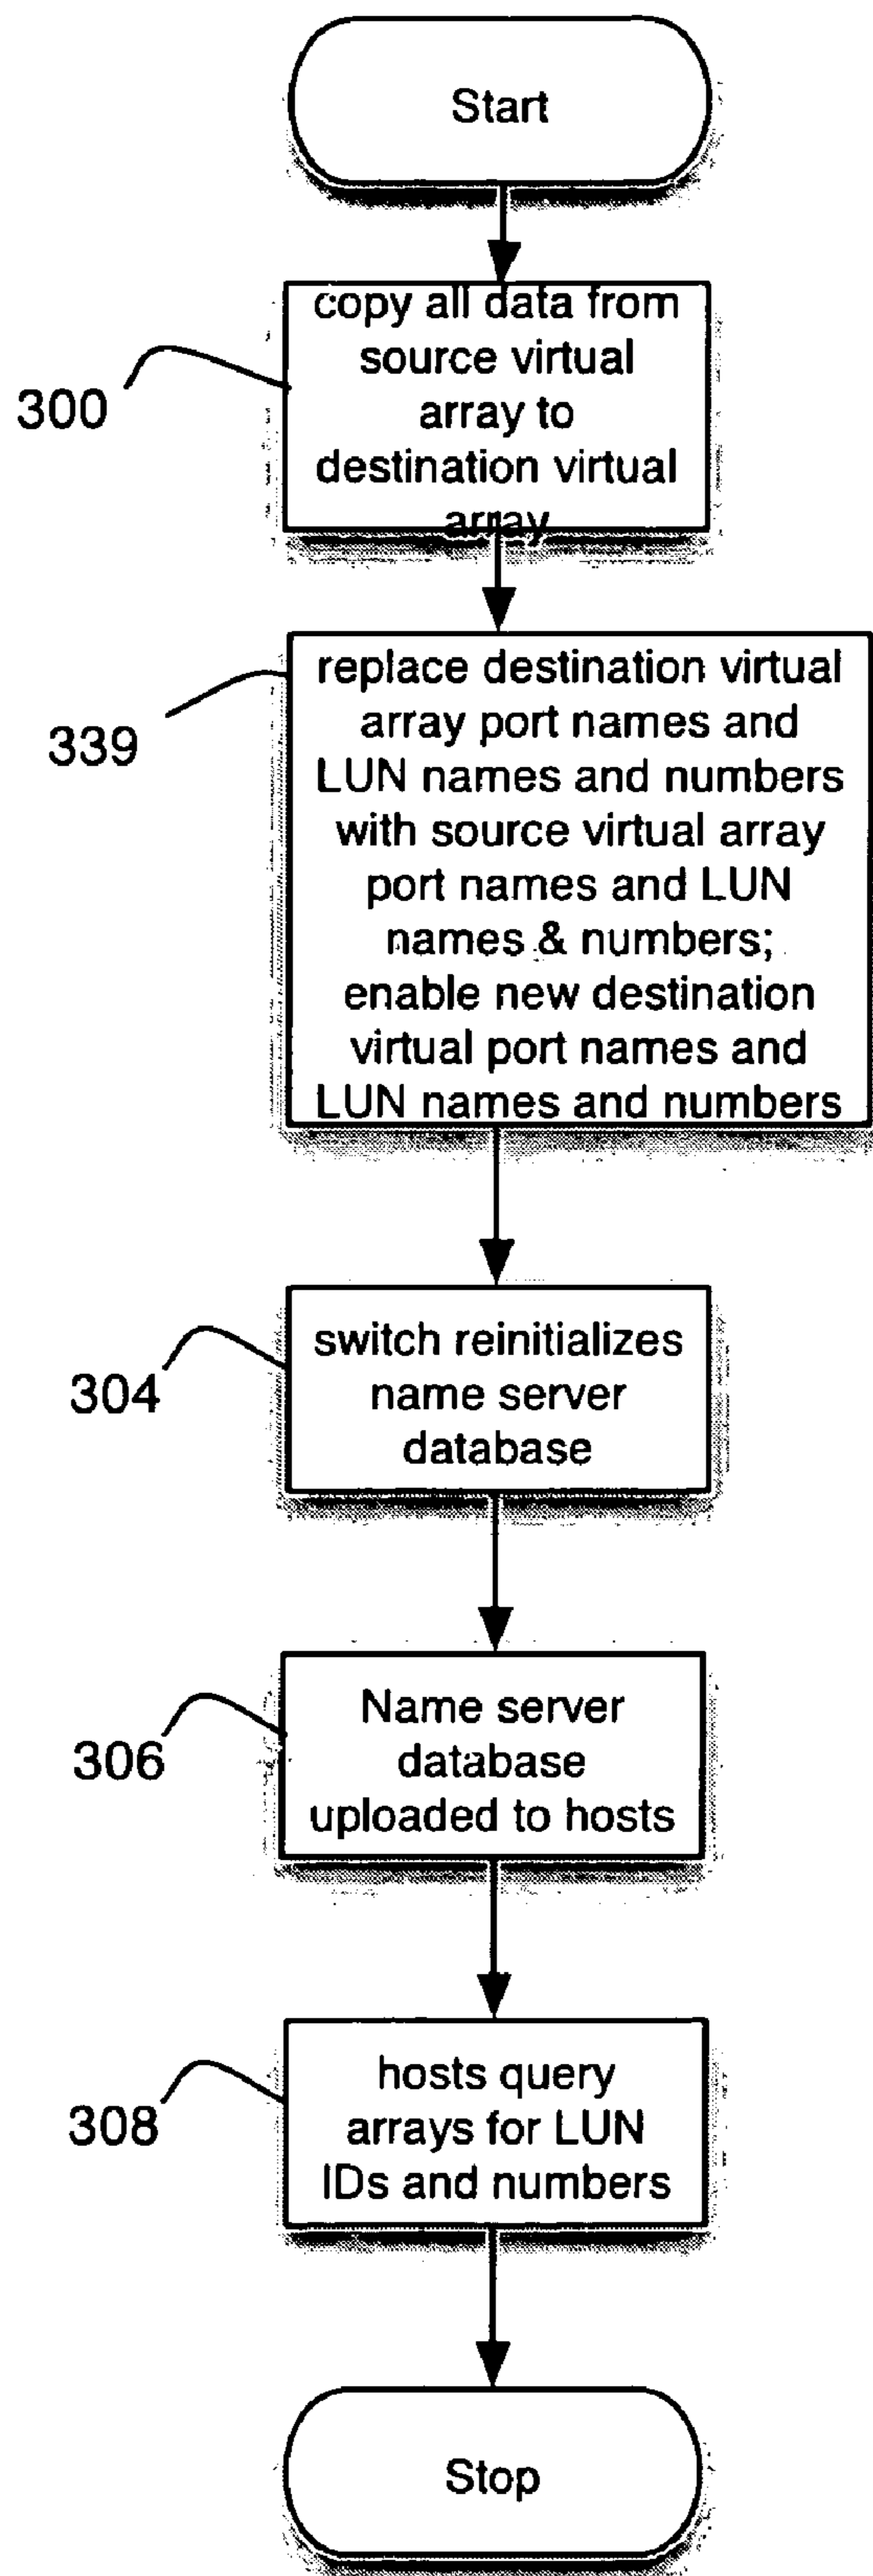 Start
copy all data from
source virtual
array to
destination virtual
array
300
replace destination virtual
array port names and
LUN names and numbers
with source virtual array
port names and LUN
names & numbers;
enable new destination
virtual port names and
LUN names and numbers
339
switch reinitializes
name server
database
304
Name server
database
uploaded to hosts
306
hosts query
arrays for LUN
IDs and numbers
308
Stop